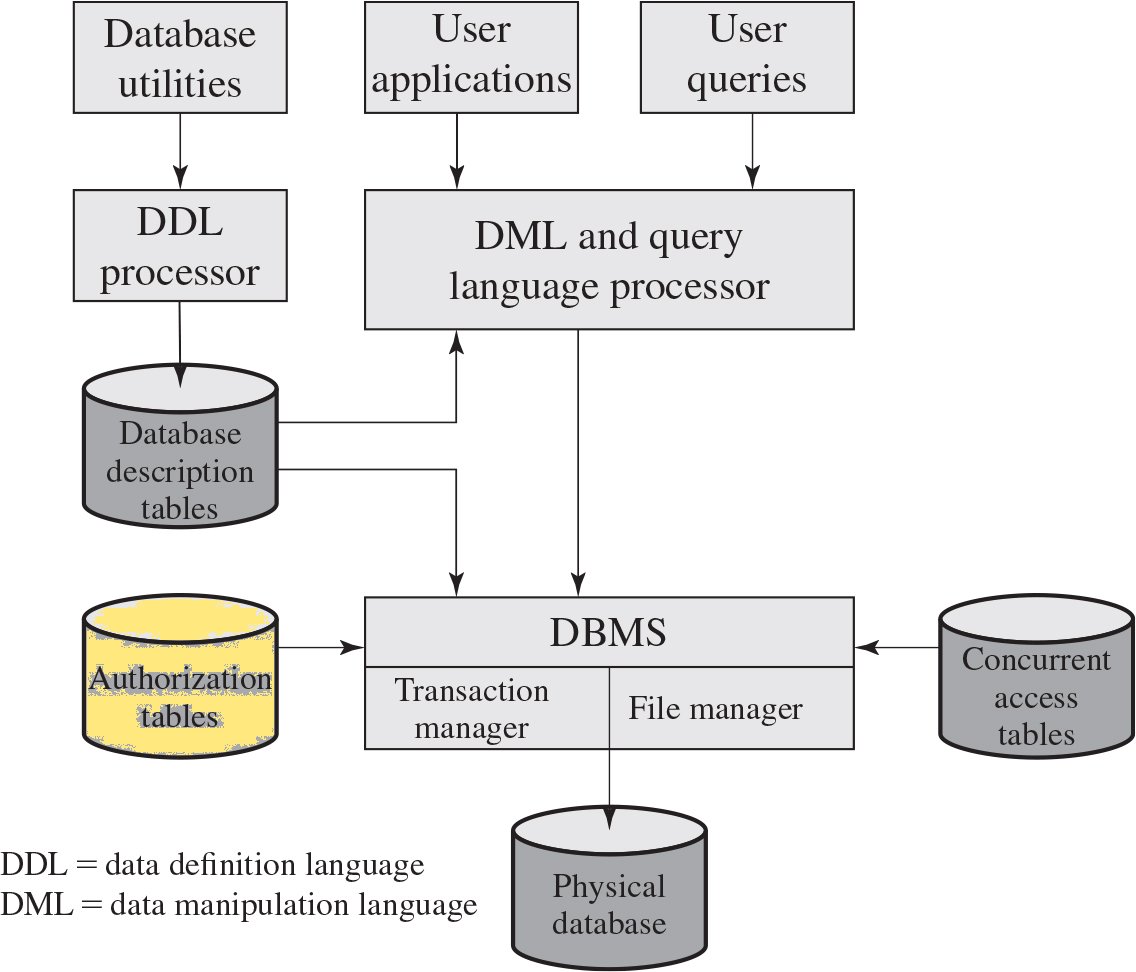 Database
utilities
User
applications
User
queries
DDL
processor
DML and query
language processor
Database
description
tables
Authorization
tables
DBMS
Transaction
manager
File manager
Concurrent
access
tables
Physical
database
DDL = data definition language
DML = data manipulation language